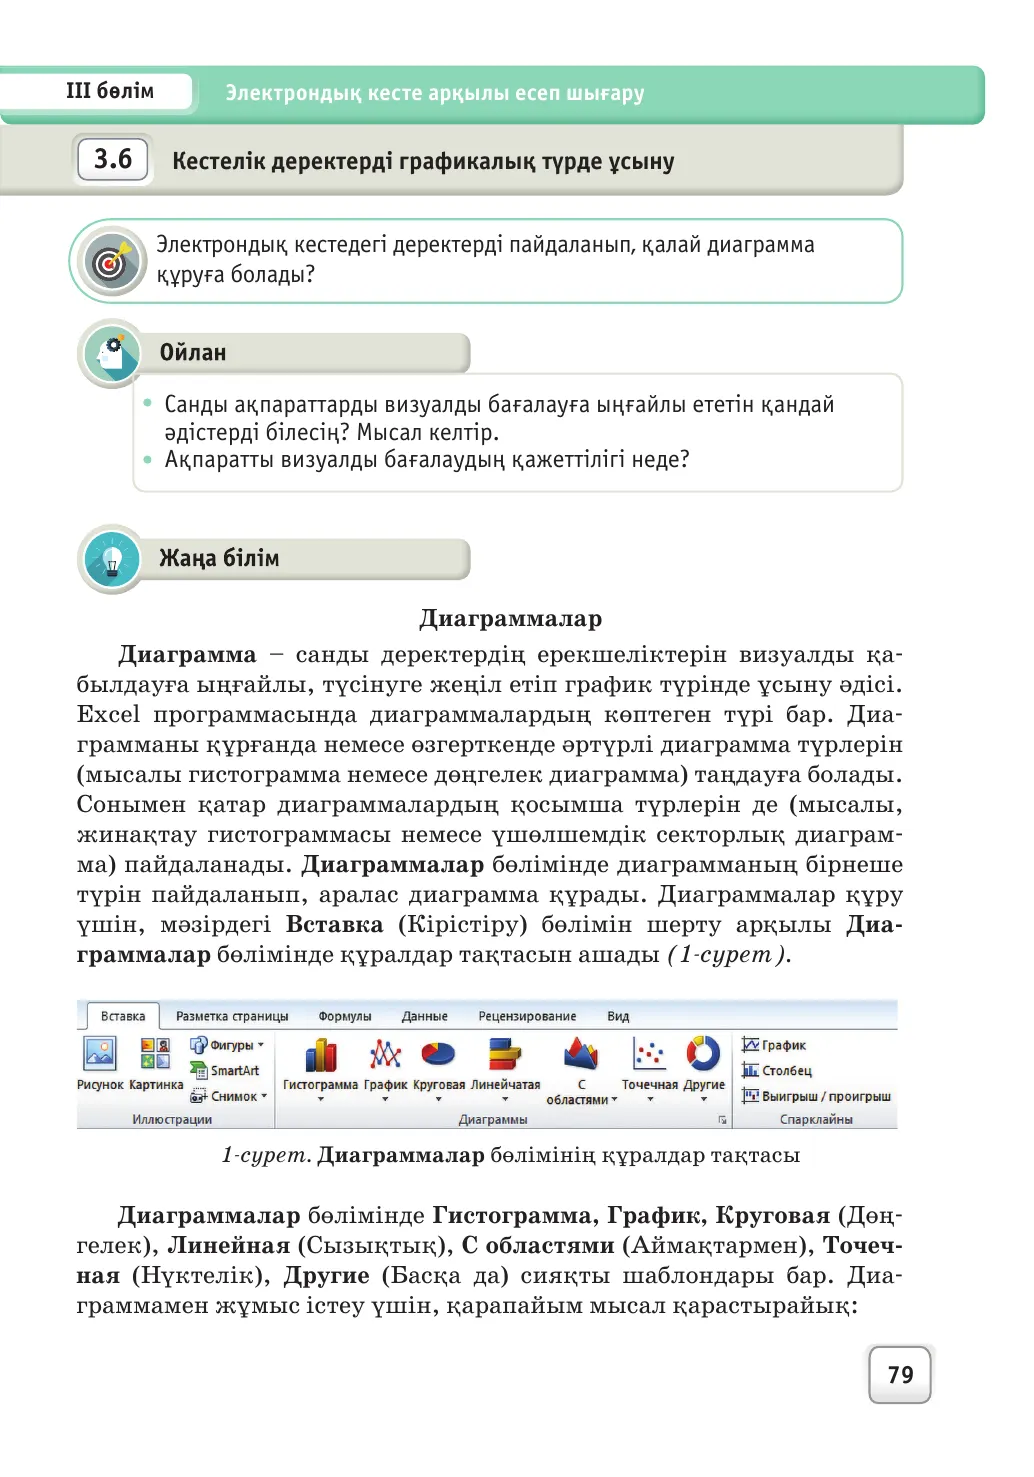 III бөлім
Электрондық кесте арқылы есеп шығару
3.6
Кестелік деректерді графикалық түрде ұсыну
Электрондық кестедегі деректерді пайдаланып, қалай диаграмма
құруға болады?
Ойлан
• Санды ақпараттарды визуалды бағалауға ыңғайлы ететін қандай
әдістерді білесің? Мысал келтір.
• Ақпаратты визуалды бағалаудың қажеттілігі неде?
Жаңа білім
Диаграммалар
Диаграмма – санды деректердің ерекшеліктерін визуалды қа-
былдауға ыңғайлы, түсінуге жеңіл етіп график түрінде ұсыну әдісі.
Excel программасында диаграммалардың көптеген түрі бар. Диа-
грамманы құрғанда немесе өзгерткенде әртүрлі диаграмма түрлерін
(мысалы гистограмма немесе дөңгелек диаграмма) таңдауға болады.
Сонымен қатар диаграммалардың қосымша түрлерін де (мысалы,
жинақтау гистограммасы немесе үшөлшемдік секторлық диаграм-
ма) пайдаланады. Диаграммалар бөлімінде диаграмманың бірнеше
түрін пайдаланып, аралас диаграмма құрады. Диаграммалар құру
үшін, мәзірдегі Вставка (Кірістіру) бөлімін шерту арқылы Диа-
граммалар бөлімінде құралдар тақтасын ашады (1-сурет).
Вставка Разметка страницы Формулы Данные Рецензирование Вид
Рисунок Картинка Фигуры SmartArt Снимок
Иллюстрации
Гистограмма График Круговая Линейчатая С областями Точечная Другие
Диаграммы
График
Столбец
Выигрыш / проигрыш
Спарклайны
1-сурет. Диаграммалар бөлімінің құралдар тақтасы
Диаграммалар бөлімінде Гистограмма, График, Круговая (Дөң-
гелек), Линейная (Сызықтық), С областями (Аймақтармен), Точеч-
ная (Нүктелік), Другие (Басқа да) сияқты шаблондары бар. Диа-
граммамен жұмыс істеу үшін, қарапайым мысал қарастырайық:
79